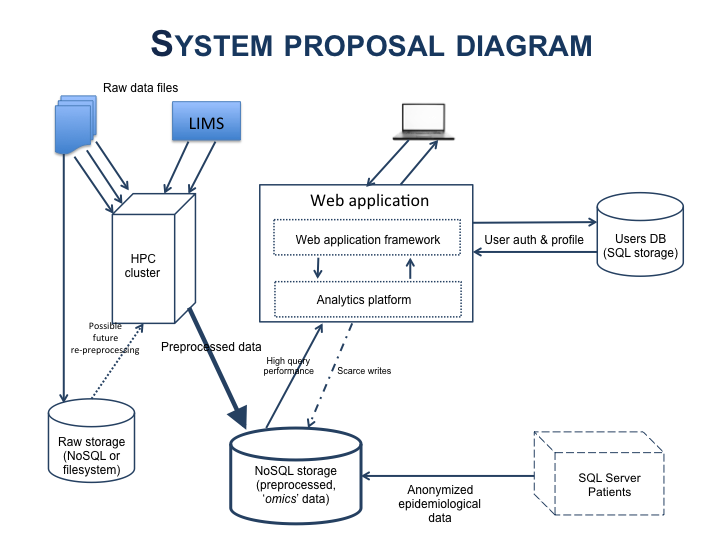 SYSTEM PROPOSAL DIAGRAM
Raw data files
LIMS
Web application
Web application framework
User auth & profile
Users DB
(SQL storage)
HPC
cluster
Analytics platform
Possible
future
re-preprocessing
Preprocessed data
High query
performance
Scarce writes
Raw storage
(NoSQL or
filesystem)
NoSQL storage
(preprocessed,
‘omics’ data)
Anonymized
epidemiological
data
SQL Server
Patients